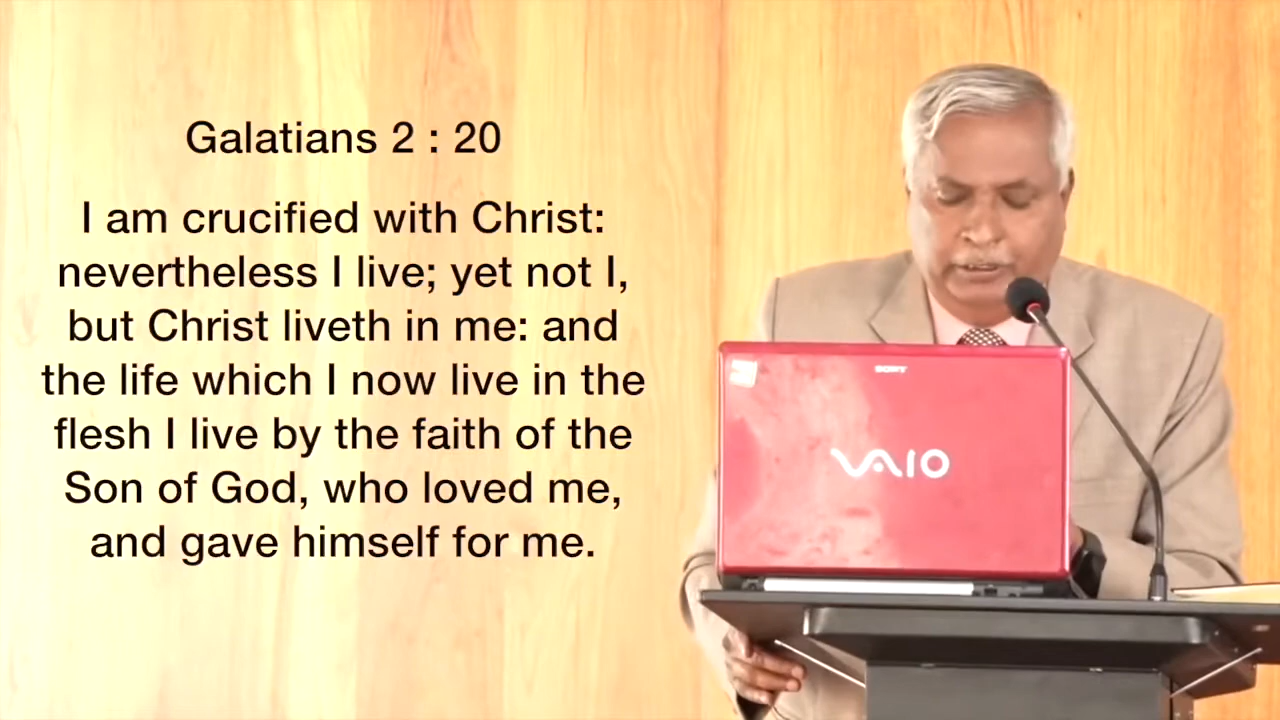 Galatians 2 : 20
I am crucified with Christ:
nevertheless I live; yet not I,
but Christ liveth in me: and
the life which I now live in the
flesh I live by the faith of the
Son of God, who loved me,
and gave himself for me.
SONY
VAIO